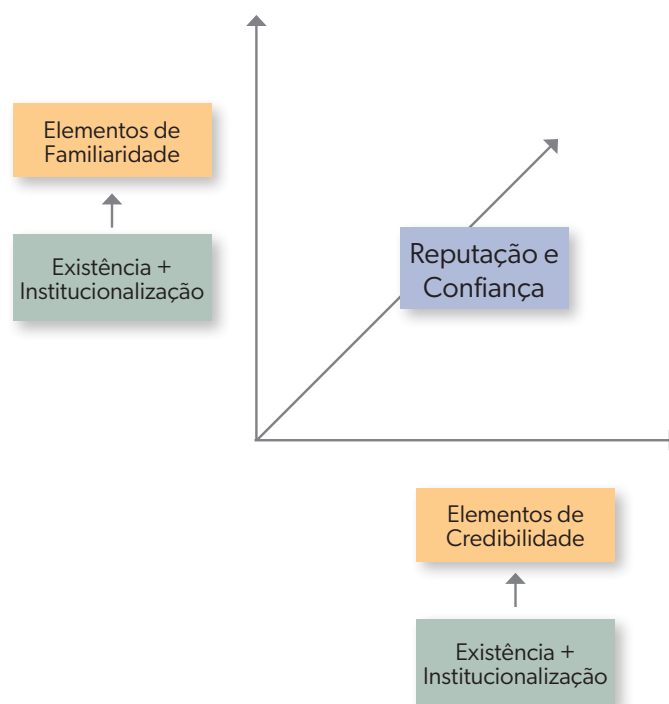 Elementos de
Familiaridade
Existência +
Institucionalização
Reputação e
Confiança
Elementos de
Credibilidade
Existência +
Institucionalização